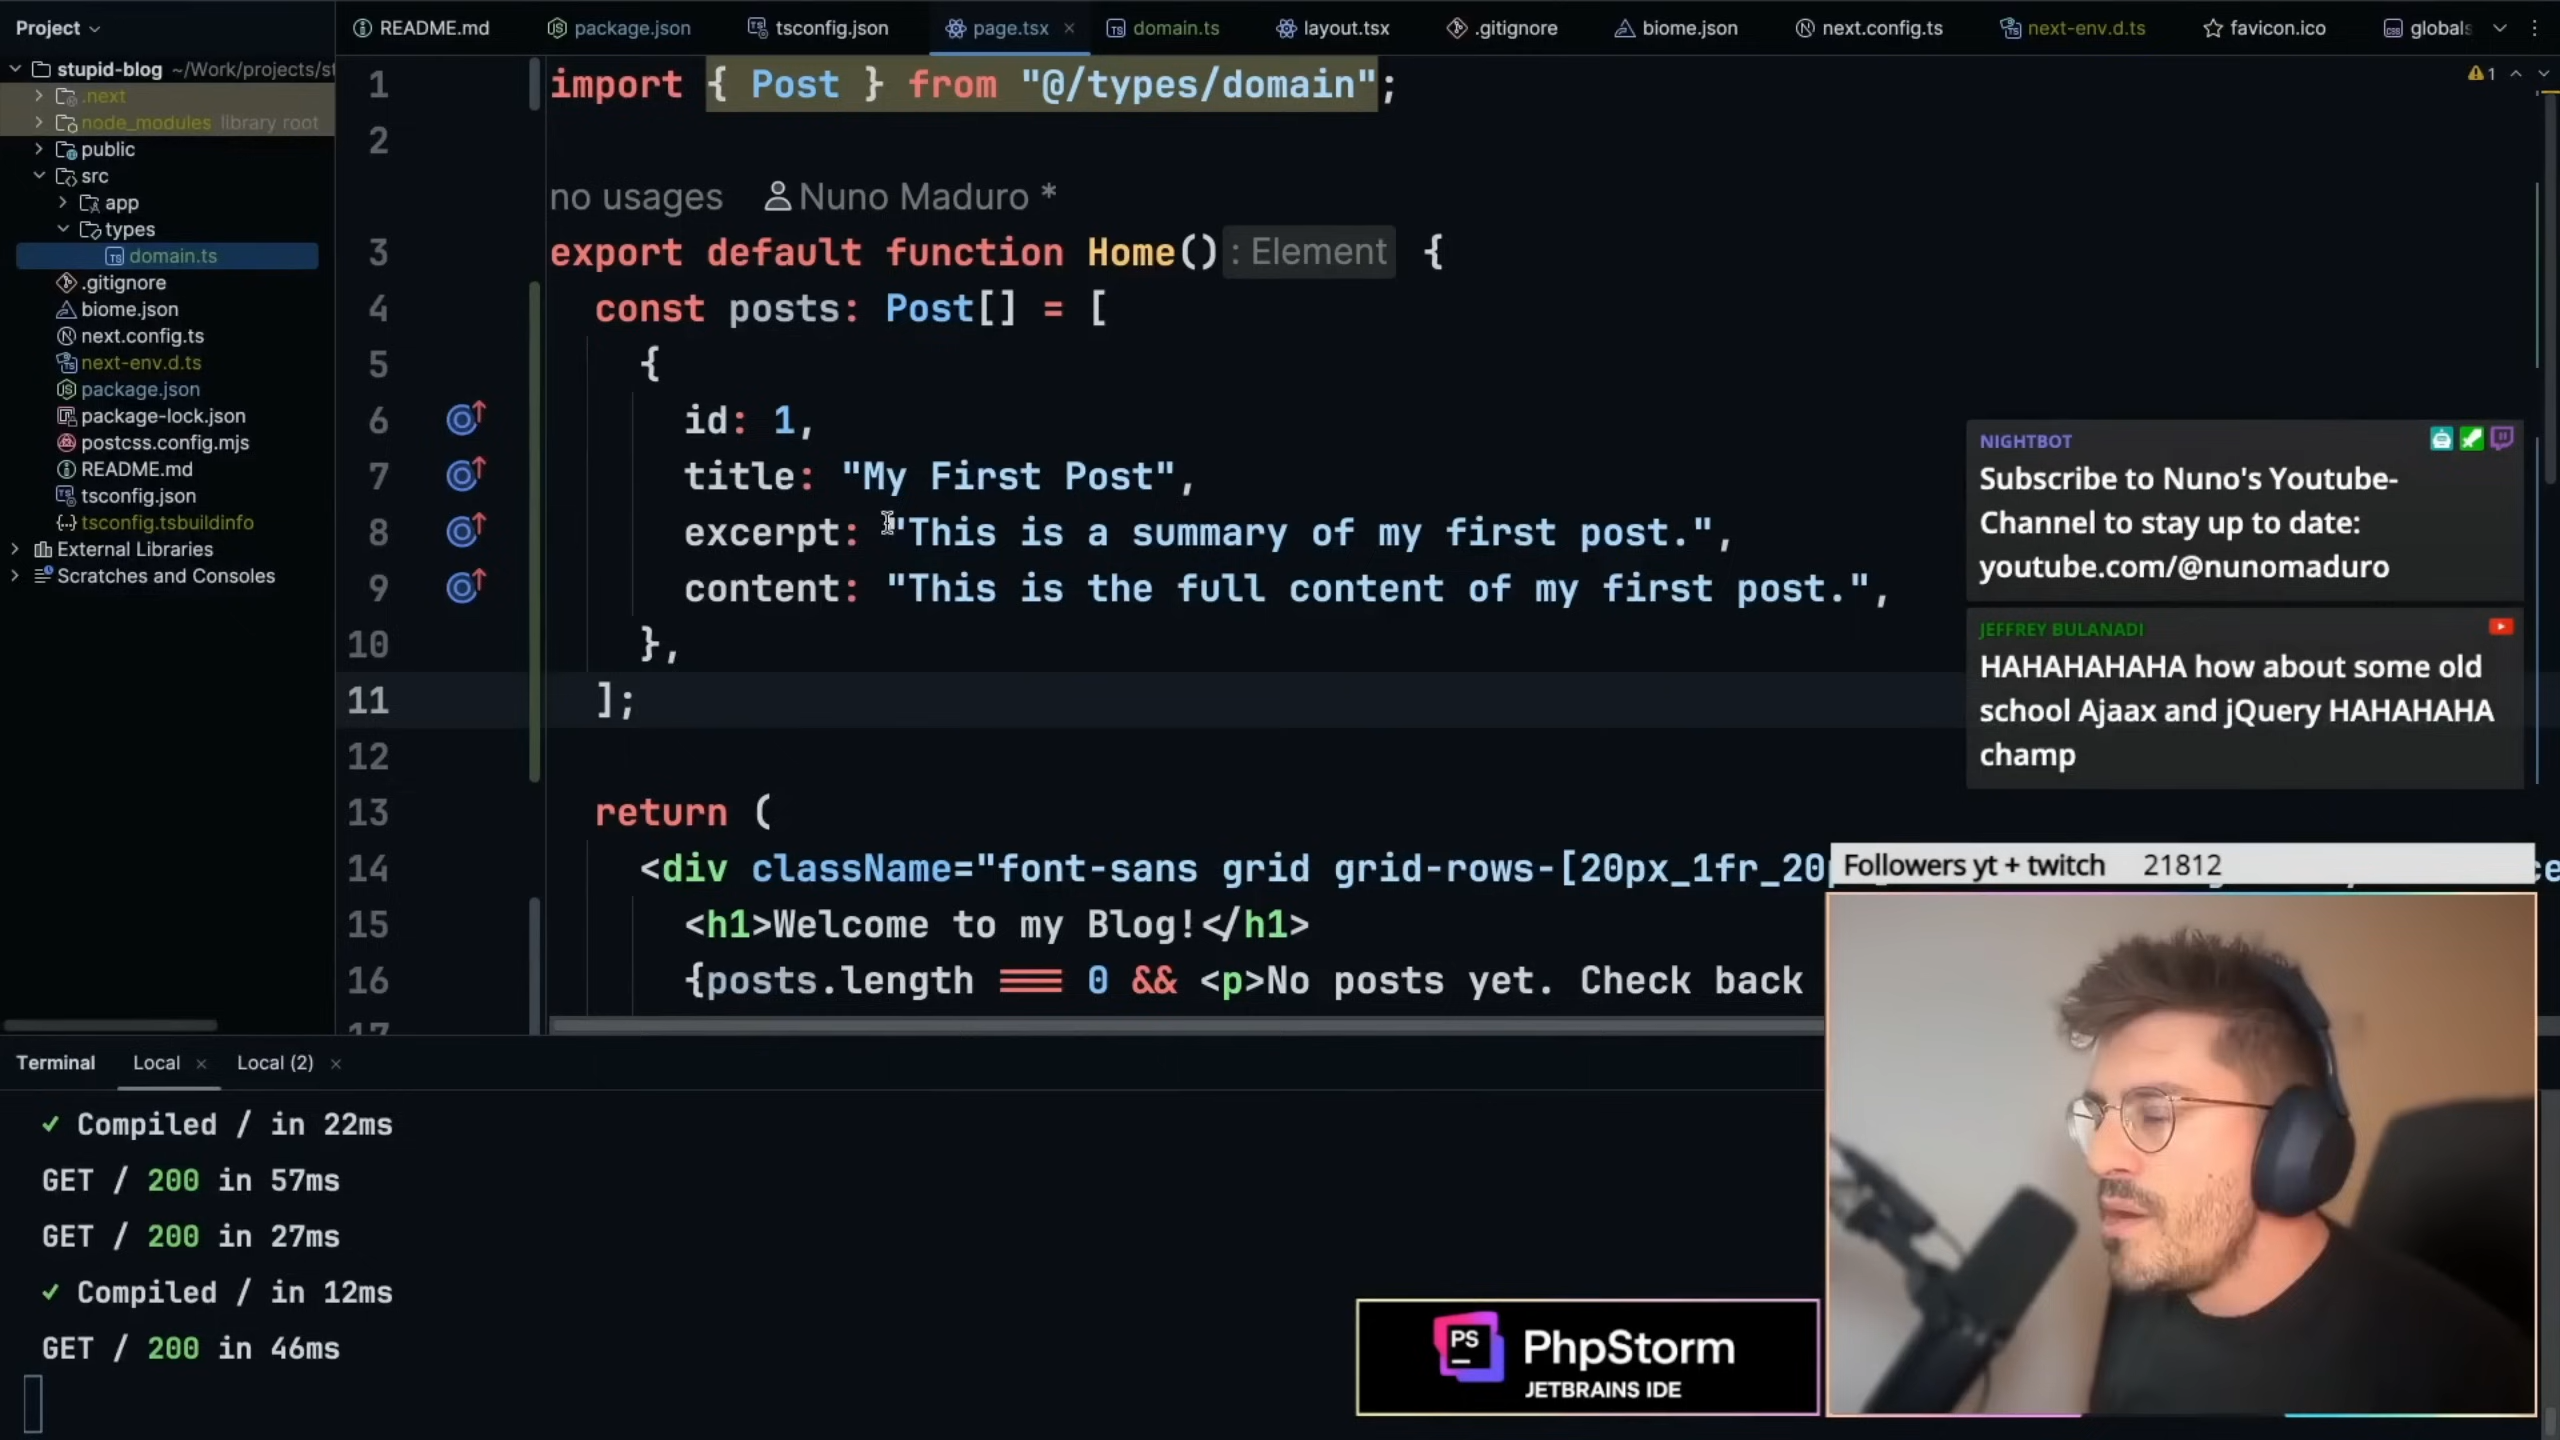 Project
README.md
package.json
tsconfig.json
page.tsx
domain.ts
layout.tsx
.gitignore
biome.json
next.config.ts
next-env.d.ts
favicon.ico
globals
stupid-blog ~/Work/projects/st
.next
node_modules library root
public
src
app
types
domain.ts
.gitignore
biome.json
next.config.ts
next-env.d.ts
package.json
package-lock.json
postcss.config.mjs
README.md
tsconfig.json
tsconfig.tsbuildinfo
External Libraries
Scratches and Consoles
1
1 import { Post } from "@/types/domain";
2
no usages Nuno Maduro *
3 export default function Home() : Element {
4 const posts: Post[] = [
5 {
6 id: 1,
7 title: "My First Post",
8 excerpt: "This is a summary of my first post.",
9 content: "This is the full content of my first post.",
10 },
11 ];
12
13 return (
14 <div className="font-sans grid grid-rows-[20px_1fr_20
15 <h1>Welcome to my Blog!</h1>
16 {posts.length === 0 && <p>No posts yet. Check back
17
NIGHTBOT
Subscribe to Nuno's Youtube-
Channel to stay up to date:
youtube.com/@nunomaduro
JEFFREY BULANADI
HAHAHAHAHA how about some old
school Ajaax and jQuery HAHAHAHA
champ
Followers yt + twitch 21812
Terminal Local Local (2)
✓ Compiled / in 22ms
GET / 200 in 57ms
GET / 200 in 27ms
✓ Compiled / in 12ms
GET / 200 in 46ms
PS
PhpStorm
JETBRAINS IDE